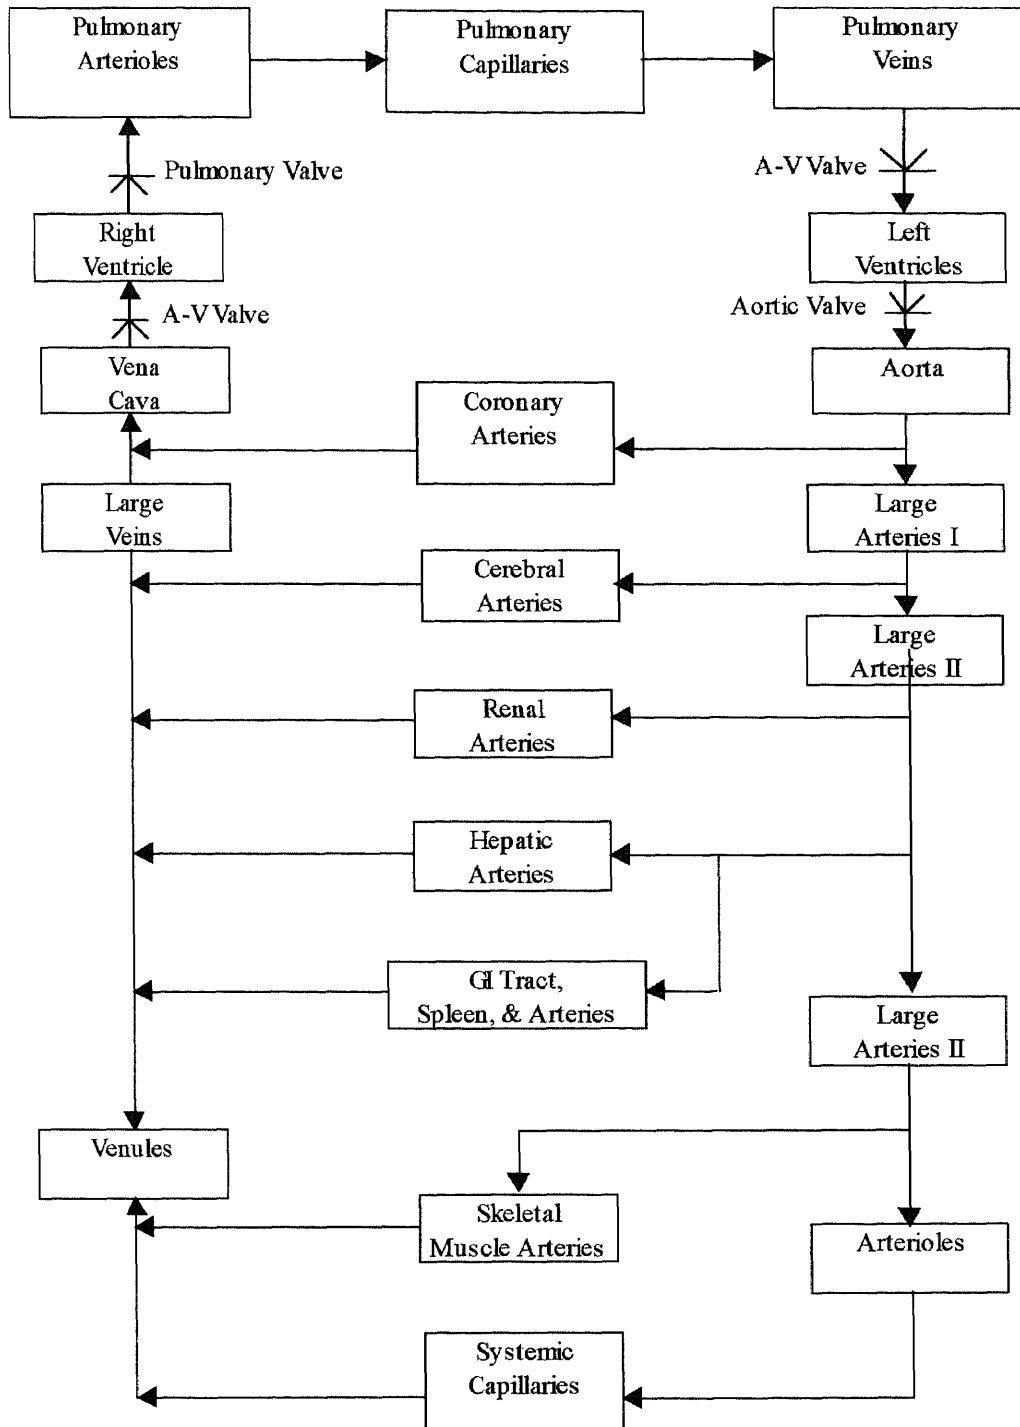 Pulmonary
Arterioles
Pulmonary
Capillaries
Pulmonary
Veins
Pulmonary Valve
A-V Valve
Right
Ventricle
Left
Ventricles
A-V Valve
Aortic Valve
Vena
Cava
Aorta
Coronary
Arteries
Large
Veins
Large
Arteries I
Cerebral
Arteries
Large
Arteries II
Renal
Arteries
Hepatic
Arteries
GI Tract,
Spleen, & Arteries
Large
Arteries II
Venules
Skeletal
Muscle Arteries
Arterioles
Systemic
Capillaries